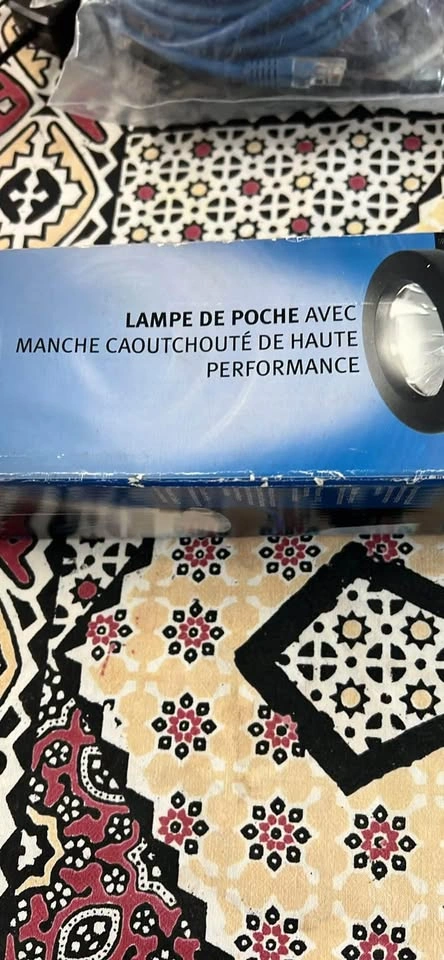 LAMPE DE POCHE AVEC
MANCHE CAOUTCHOUTÉ DE HAUTE
PERFORMANCE